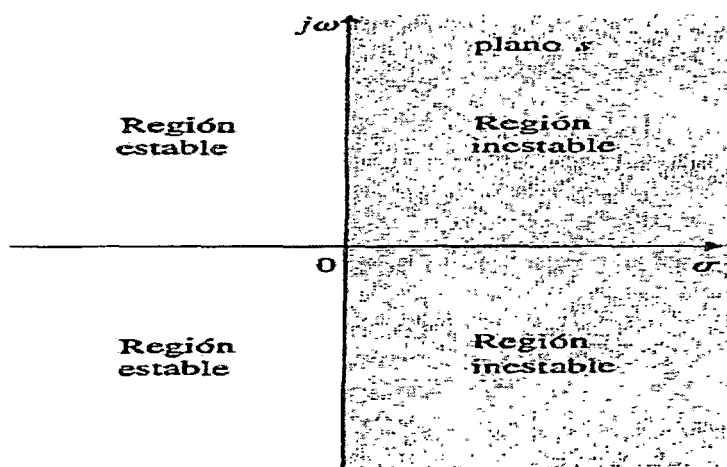 jω
plano s
Región
estable
Región
inestable
0
σ
Región
estable
Región
inestable